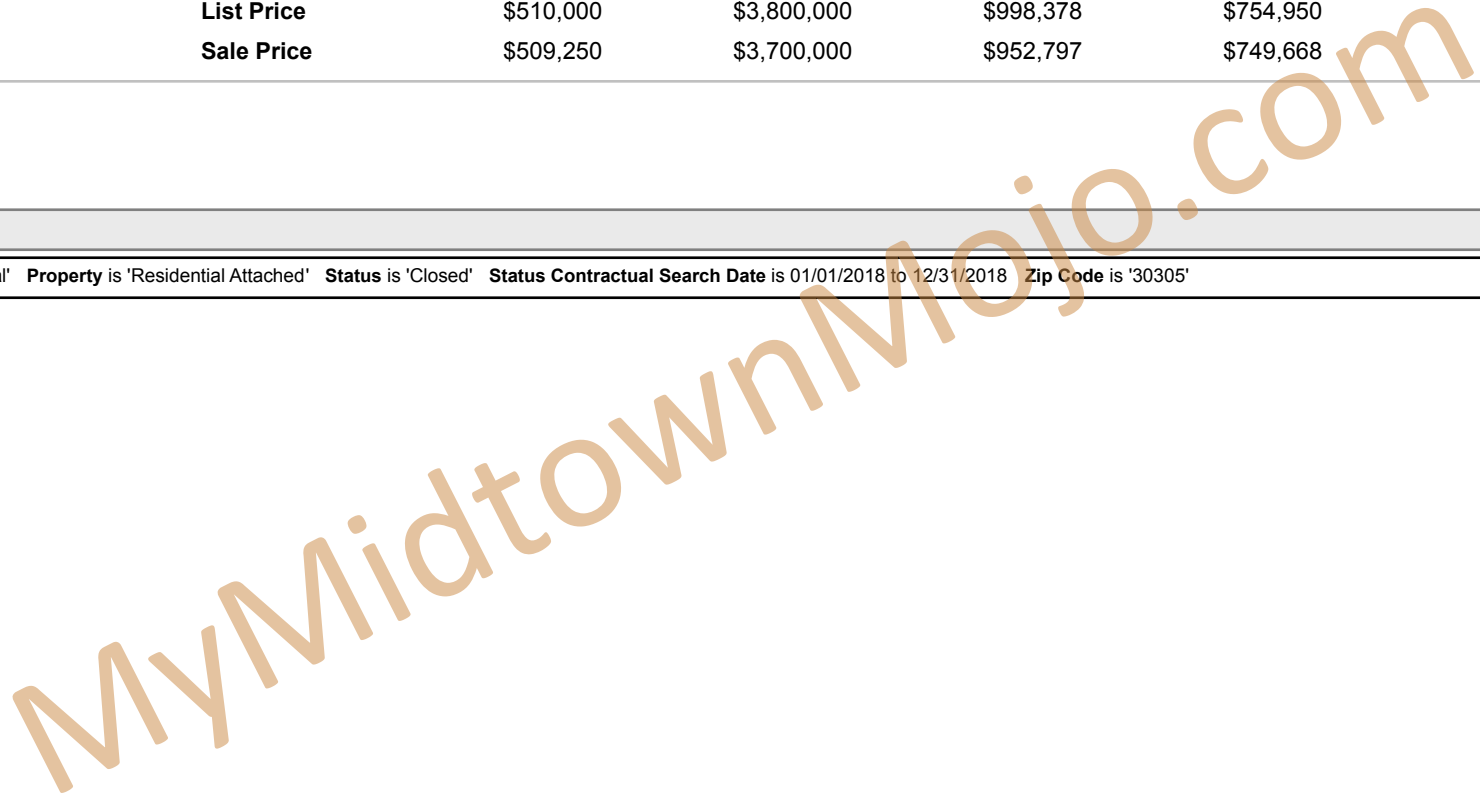 List Price $510,000 $3,800,000 $998,378 $754,950
Sale Price $509,250 $3,700,000 $952,797 $749,668
Property is 'Residential Attached' Status is 'Closed' Status Contractual Search Date is 01/01/2018 to 12/31/2018 Zip Code is '30305'
MyMidtownMojo.com